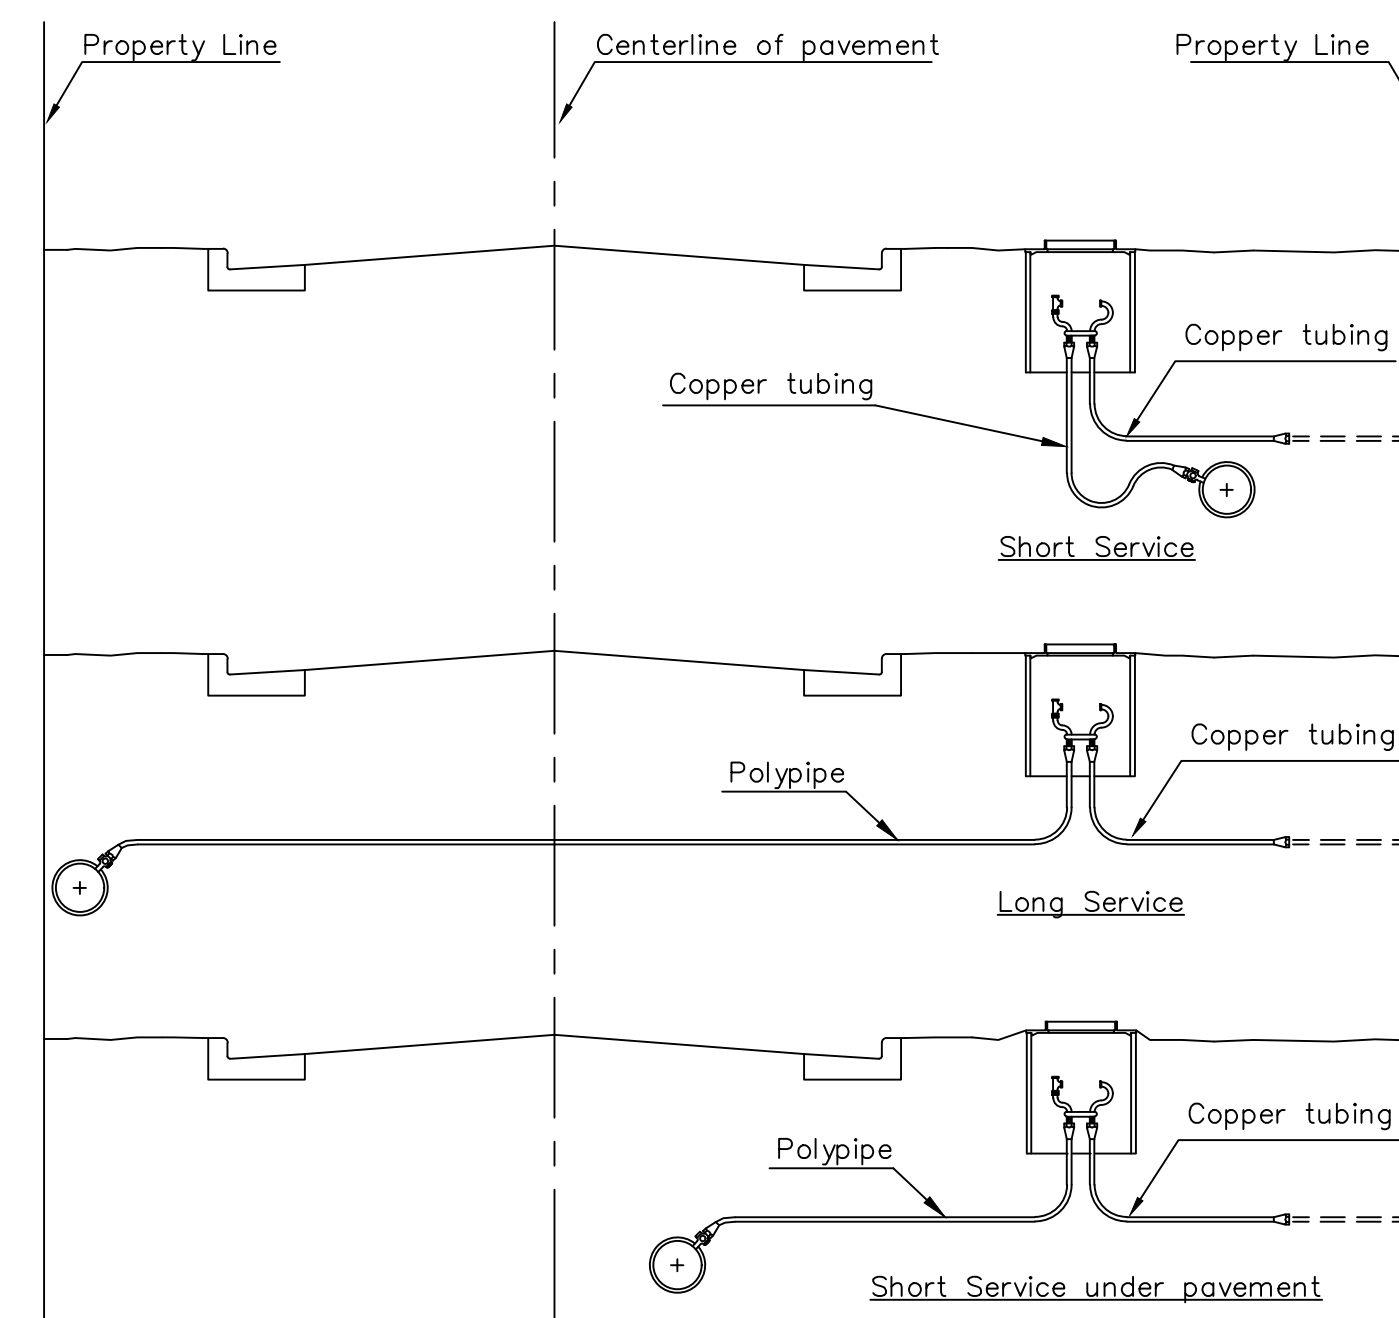 Property Line
Centerline of pavement
Property Line
Copper tubing
Copper tubing
Short Service
Copper tubing
Polypipe
Long Service
Copper tubing
Polypipe
Short Service under pavement